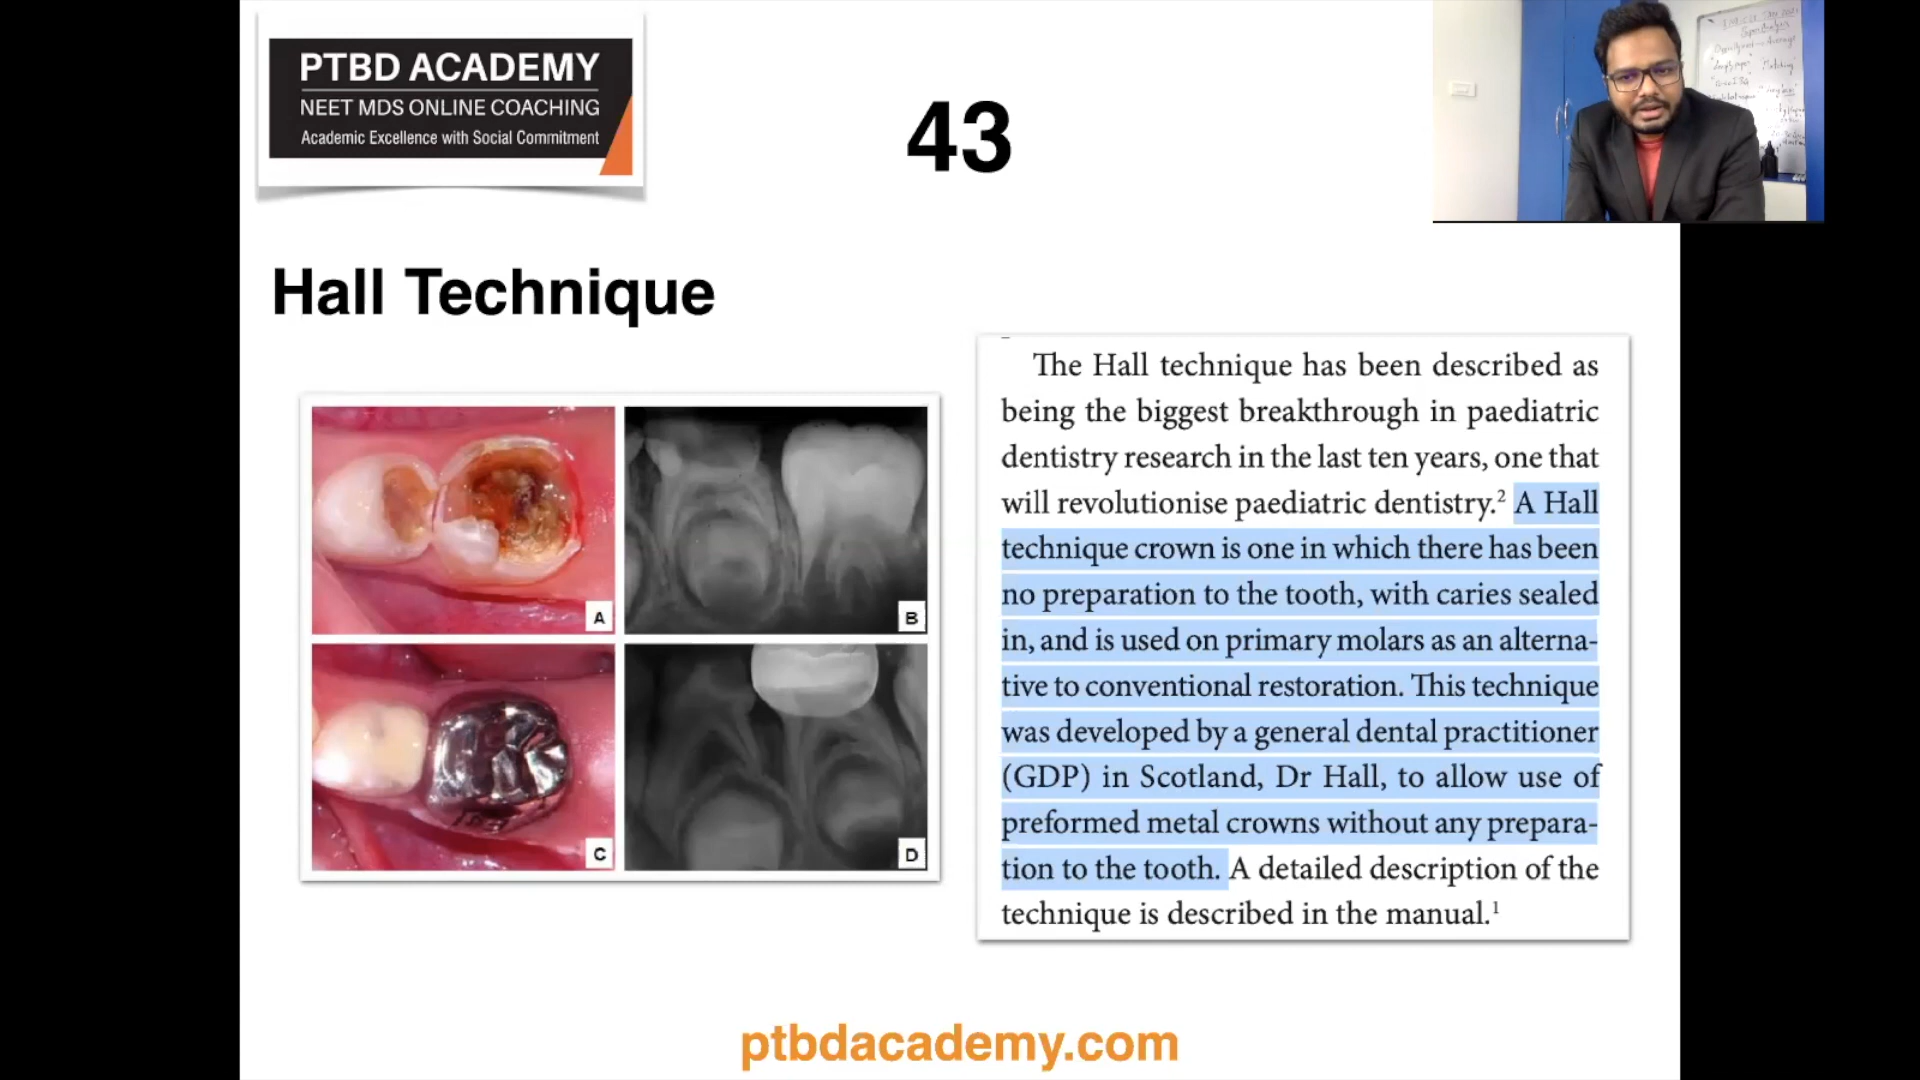 PTBD ACADEMY
NEET MDS ONLINE COACHING
Academic Excellence with Social Commitment
43
Hall Technique
A
B
C
D
The Hall technique has been described as
being the biggest breakthrough in paediatric
dentistry research in the last ten years, one that
will revolutionise paediatric dentistry.² A Hall
technique crown is one in which there has been
no preparation to the tooth, with caries sealed
in, and is used on primary molars as an alterna-
tive to conventional restoration. This technique
was developed by a general dental practitioner
(GDP) in Scotland, Dr Hall, to allow use of
preformed metal crowns without any prepara-
tion to the tooth. A detailed description of the
technique is described in the manual.¹
ptbdacademy.com